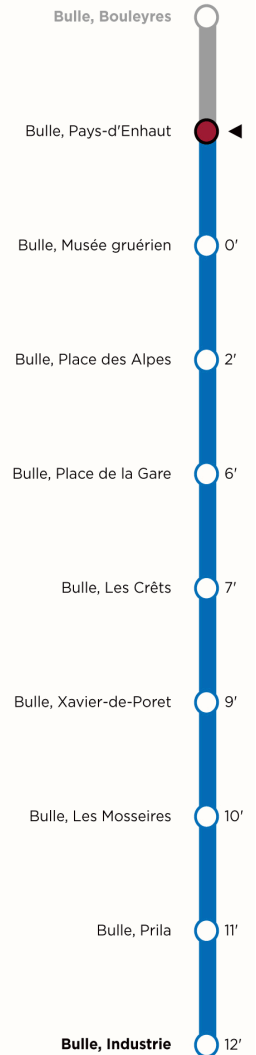 Bulle, Bouleyres
Bulle, Pays-d'Enhaut
Bulle, Musée gruérien 0'
Bulle, Place des Alpes 2'
Bulle, Place de la Gare 6'
Bulle, Les Crêts 7'
Bulle, Xavier-de-Poret 9'
Bulle, Les Mosseires 10'
Bulle, Prila 11'
Bulle, Industrie 12'